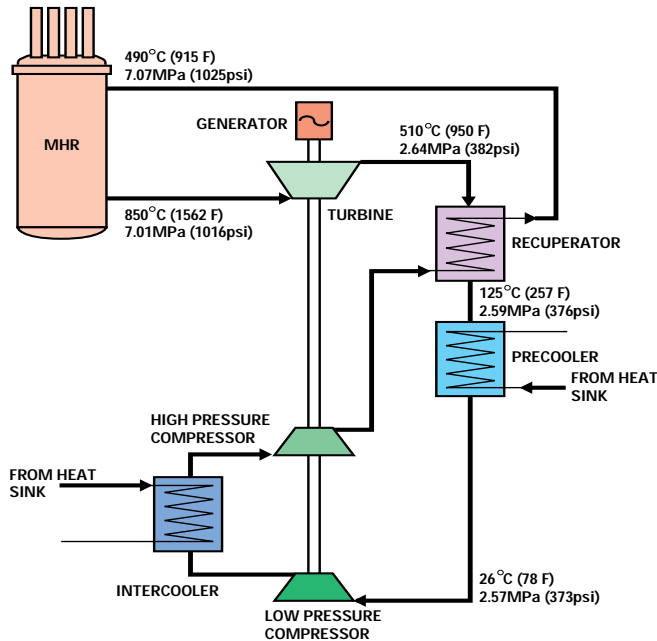 490°C (915 F)
7.07MPa (1025psi)
MHR
GENERATOR
510°C (950 F)
2.64MPa (382psi)
850°C (1562 F)
7.01MPa (1016psi)
TURBINE
RECUPERATOR
125°C (257 F)
2.59MPa (376psi)
PRECOOLER
FROM HEAT
SINK
HIGH PRESSURE
COMPRESSOR
FROM HEAT
SINK
INTERCOOLER
26°C (78 F)
2.57MPa (373psi)
LOW PRESSURE
COMPRESSOR